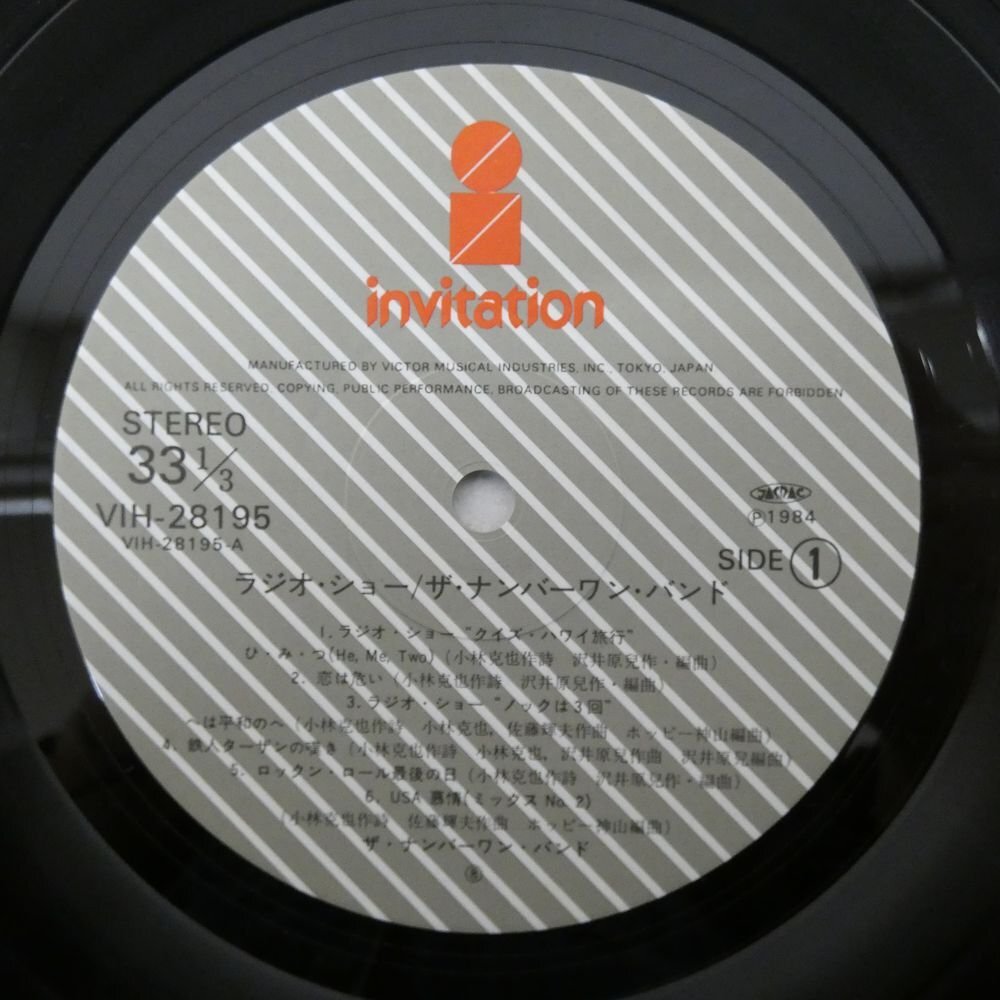 invitation
MANUFACTURED BY VICTOR MUSICAL INDUSTRIES, INC., TOKYO, JAPAN
ALL RIGHTS RESERVED. COPYING, PUBLIC PERFORMANCE, BROADCASTING OF THESE RECORDS ARE FORBIDDEN
STEREO
33 1/3
VIH-28195
VIH-28195-A
JASRAC
Ⓟ1984
SIDE ①
ラジオ・ショー/ザ・ナンバーワン・バンド
1. ラジオ・ショー "クイズ・ハワイ旅行"
ひ・み・つ(He, Me, Two) (小林克也作詩 沢井原兒作・編曲)
2. 恋は危い (小林克也作詩 沢井原兒作・編曲)
3. ラジオ・ショー "ノックは3回"
へは平和のへ (小林克也作詩 小林克也, 佐藤輝夫作曲 ホッピー神山編曲)
4. 鉄人ターザンの嘆き (小林克也作詩 小林克也, 沢井原兒作曲 沢井原兒編曲)
5. ロックン・ロール最後の日 (小林克也作詩 沢井原兒作・編曲)
6. USA 慕情(ミックス No. 2)
(小林克也作詩 佐藤輝夫作曲 ホッピー神山編曲)
ザ・ナンバーワン・バンド